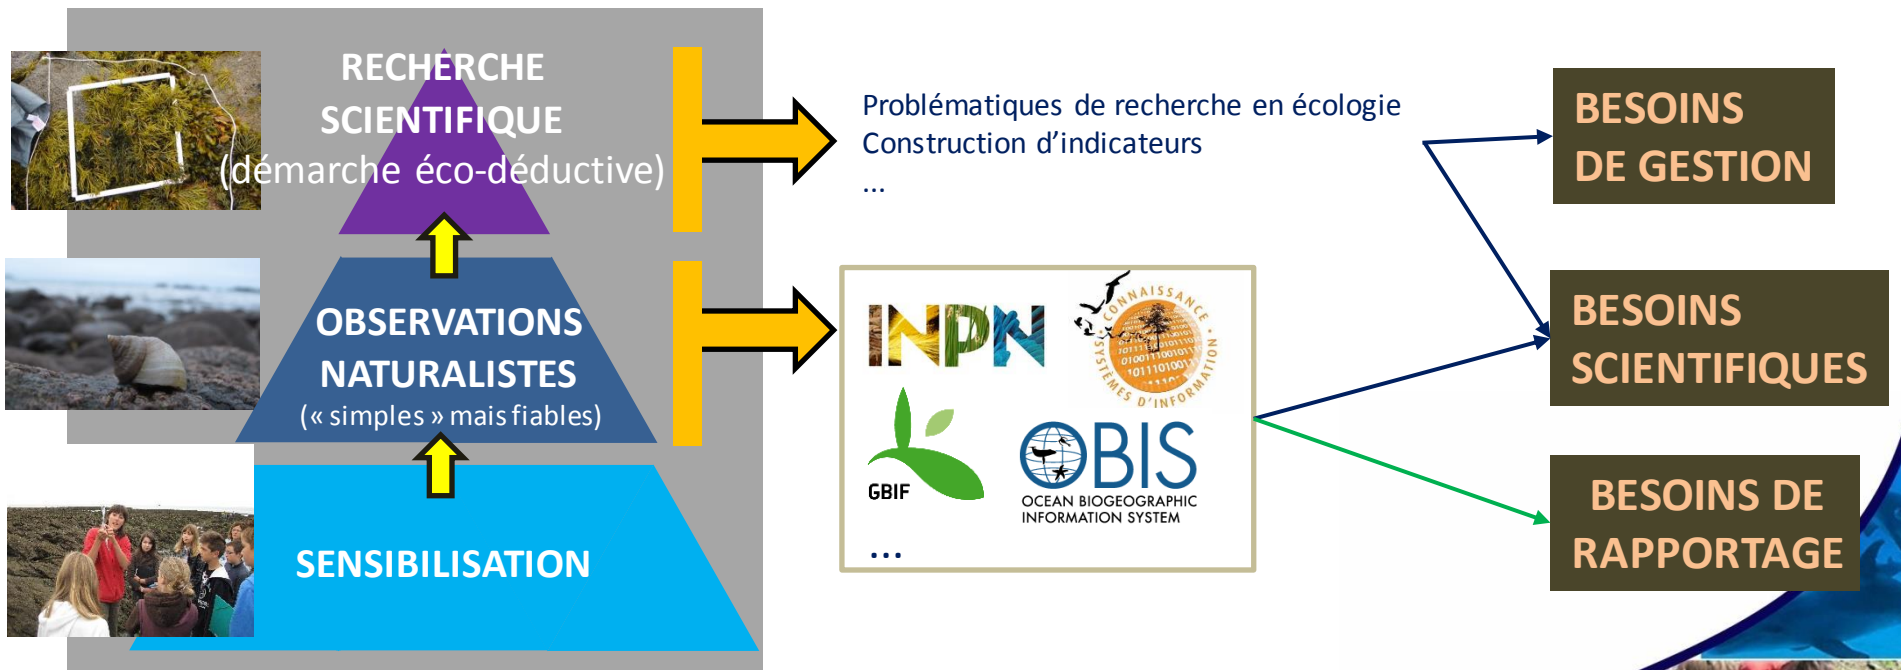 RECHERCHE
SCIENTIFIQUE
(démarche éco-déductive)
OBSERVATIONS
NATURALISTES
(« simples » mais fiables)
SENSIBILISATION
Problématiques de recherche en écologie
Construction d'indicateurs
...
INPN
CONNAISSANCE • SYSTÈMES D'INFORMATION •
GBIF
OBIS
OCEAN BIOGEOGRAPHIC
INFORMATION SYSTEM
...
BESOINS
DE GESTION
BESOINS
SCIENTIFIQUES
BESOINS DE
RAPPORTAGE